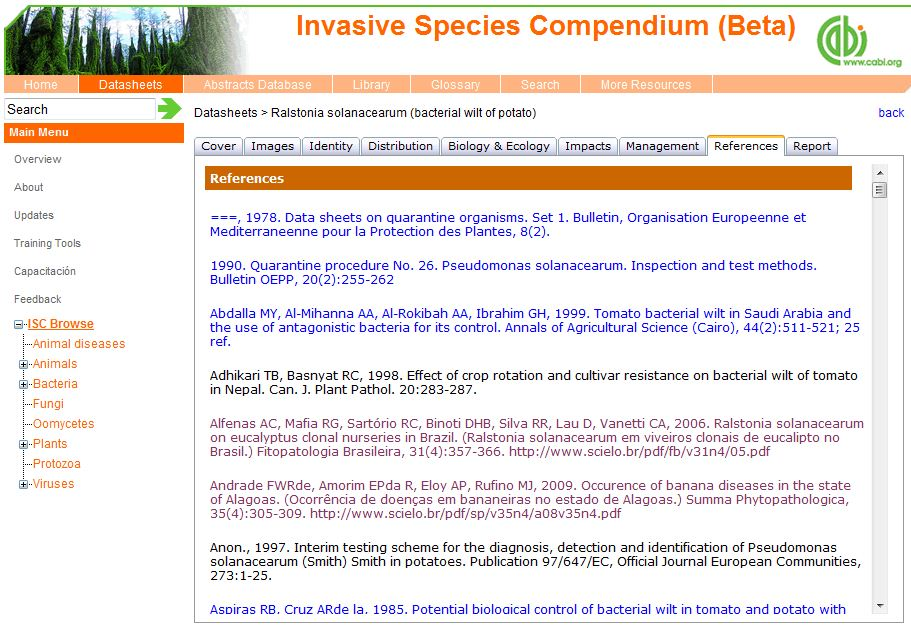 Invasive Species Compendium (Beta)
cabi
www.cabi.org
Home Datasheets Abstracts Database Library Glossary Search More Resources
Search
Datasheets > Ralstonia solanacearum (bacterial wilt of potato) back
Main Menu
Overview
About
Updates
Training Tools
Capacitación
Feedback
ISC Browse
Animal diseases
Animals
Bacteria
Fungi
Oomycetes
Plants
Protozoa
Viruses
Cover Images Identity Distribution Biology & Ecology Impacts Management References Report
References
===, 1978. Data sheets on quarantine organisms. Set 1. Bulletin, Organisation Europeenne et
Mediterraneenne pour la Protection des Plantes, 8(2).
1990. Quarantine procedure No. 26. Pseudomonas solanacearum. Inspection and test methods.
Bulletin OEPP, 20(2):255-262
Abdalla MY, Al-Mihanna AA, Al-Rokibah AA, Ibrahim GH, 1999. Tomato bacterial wilt in Saudi Arabia and
the use of antagonistic bacteria for its control. Annals of Agricultural Science (Cairo), 44(2):511-521; 25
ref.
Adhikari TB, Basnyat RC, 1998. Effect of crop rotation and cultivar resistance on bacterial wilt of tomato
in Nepal. Can. J. Plant Pathol. 20:283-287.
Alfenas AC, Mafia RG, Sartório RC, Binoti DHB, Silva RR, Lau D, Vanetti CA, 2006. Ralstonia solanacearum
on eucalyptus clonal nurseries in Brazil. (Ralstonia solanacearum em viveiros clonais de eucalipto no
Brasil.) Fitopatologia Brasileira, 31(4):357-366. http://www.scielo.br/pdf/fb/v31n4/05.pdf
Andrade FWRde, Amorim EPda R, Eloy AP, Rufino MJ, 2009. Occurence of banana diseases in the state
of Alagoas. (Ocorrência de doenças em bananeiras no estado de Alagoas.) Summa Phytopathologica,
35(4):305-309. http://www.scielo.br/pdf/sp/v35n4/a08v35n4.pdf
Anon., 1997. Interim testing scheme for the diagnosis, detection and identification of Pseudomonas
solanacearum (Smith) Smith in potatoes. Publication 97/647/EC, Official Journal European Communities,
273:1-25.
Aspiras RB, Cruz ARde la, 1985. Potential biological control of bacterial wilt in tomato and potato with